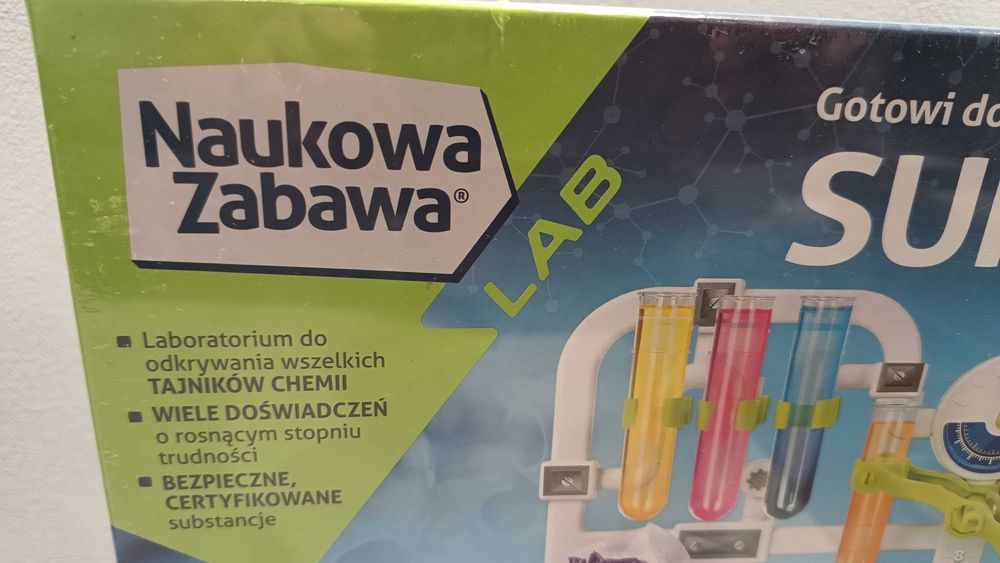 Naukowa
Zabawa®
LAB
Gotowi do
■ Laboratorium do
odkrywania wszelkich
TAJNIKÓW CHEMII
■ WIELE DOŚWIADCZEŃ
o rosnącym stopniu
trudności
■ BEZPIECZNE,
CERTYFIKOWANE
substancje
8